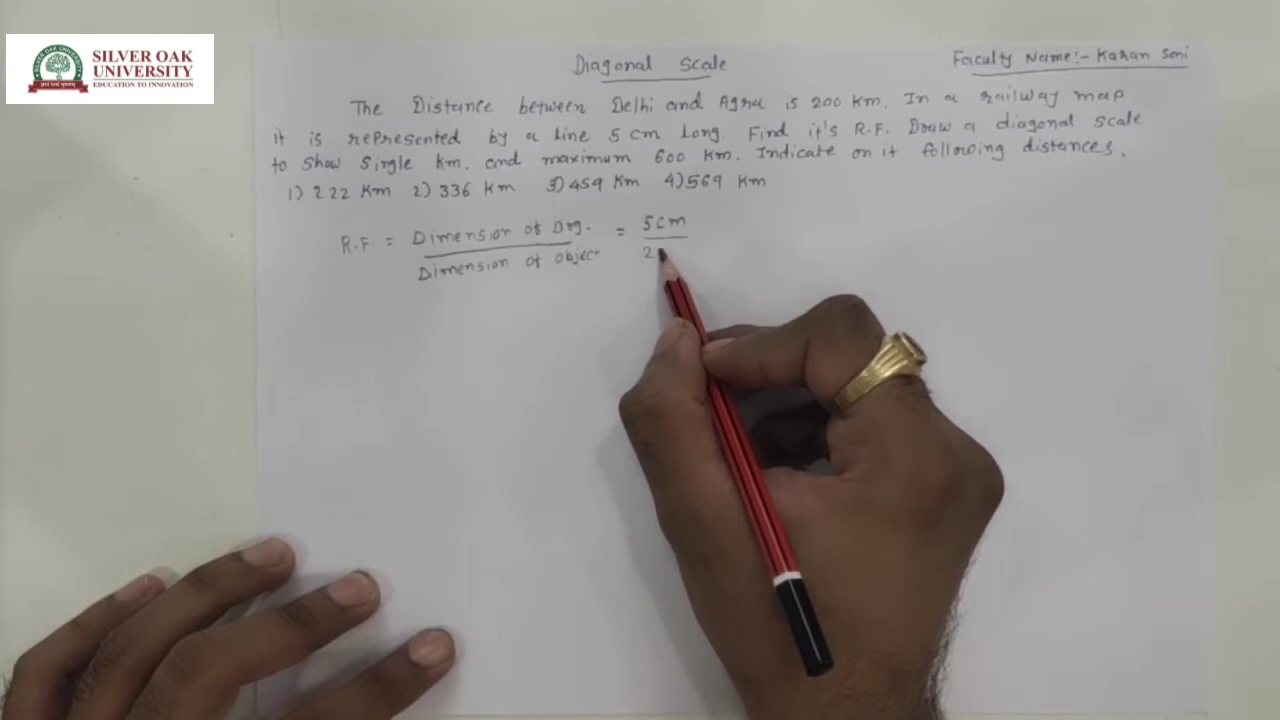 SILVER OAK
UNIVERSITY
EDUCATION TO INNOVATION
Diagonal Scale
Faculty Name:- Karan Soni
The Distance between Delhi and Agra is 200 Km. In a railway map
it is represented by a line 5 cm long. Find it's R.F. Draw a diagonal scale
to show single km. and maximum 600 km. Indicate on it following distances.
1) 222 Km 2) 336 Km 3) 459 Km 4) 569 Km
R.F. = Dimension of Drg. = 5cm
Dimension of object 2